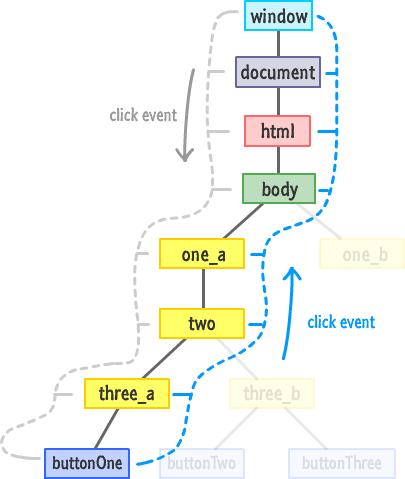 window
document
click event
html
body
one_a
one_b
two
click event
three_a
three_b
buttonOne
buttonTwo
buttonThree